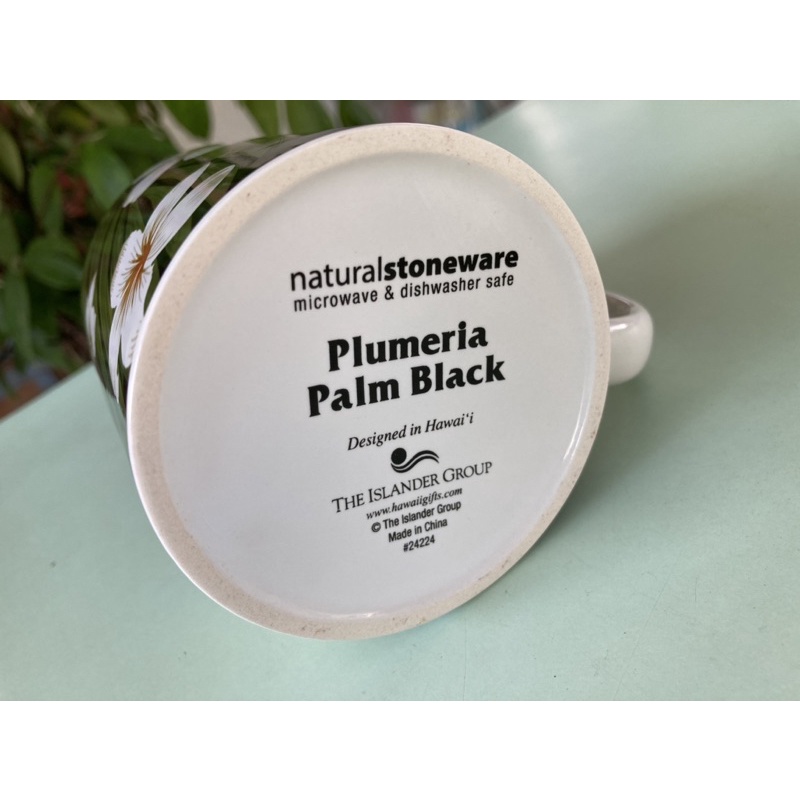 naturalstoneware
microwave & dishwasher safe
Plumeria
Palm Black
Designed in Hawaiʻi
THE ISLANDER GROUP
www.hawaiigifts.com
© The Islander Group
Made in China
#24224